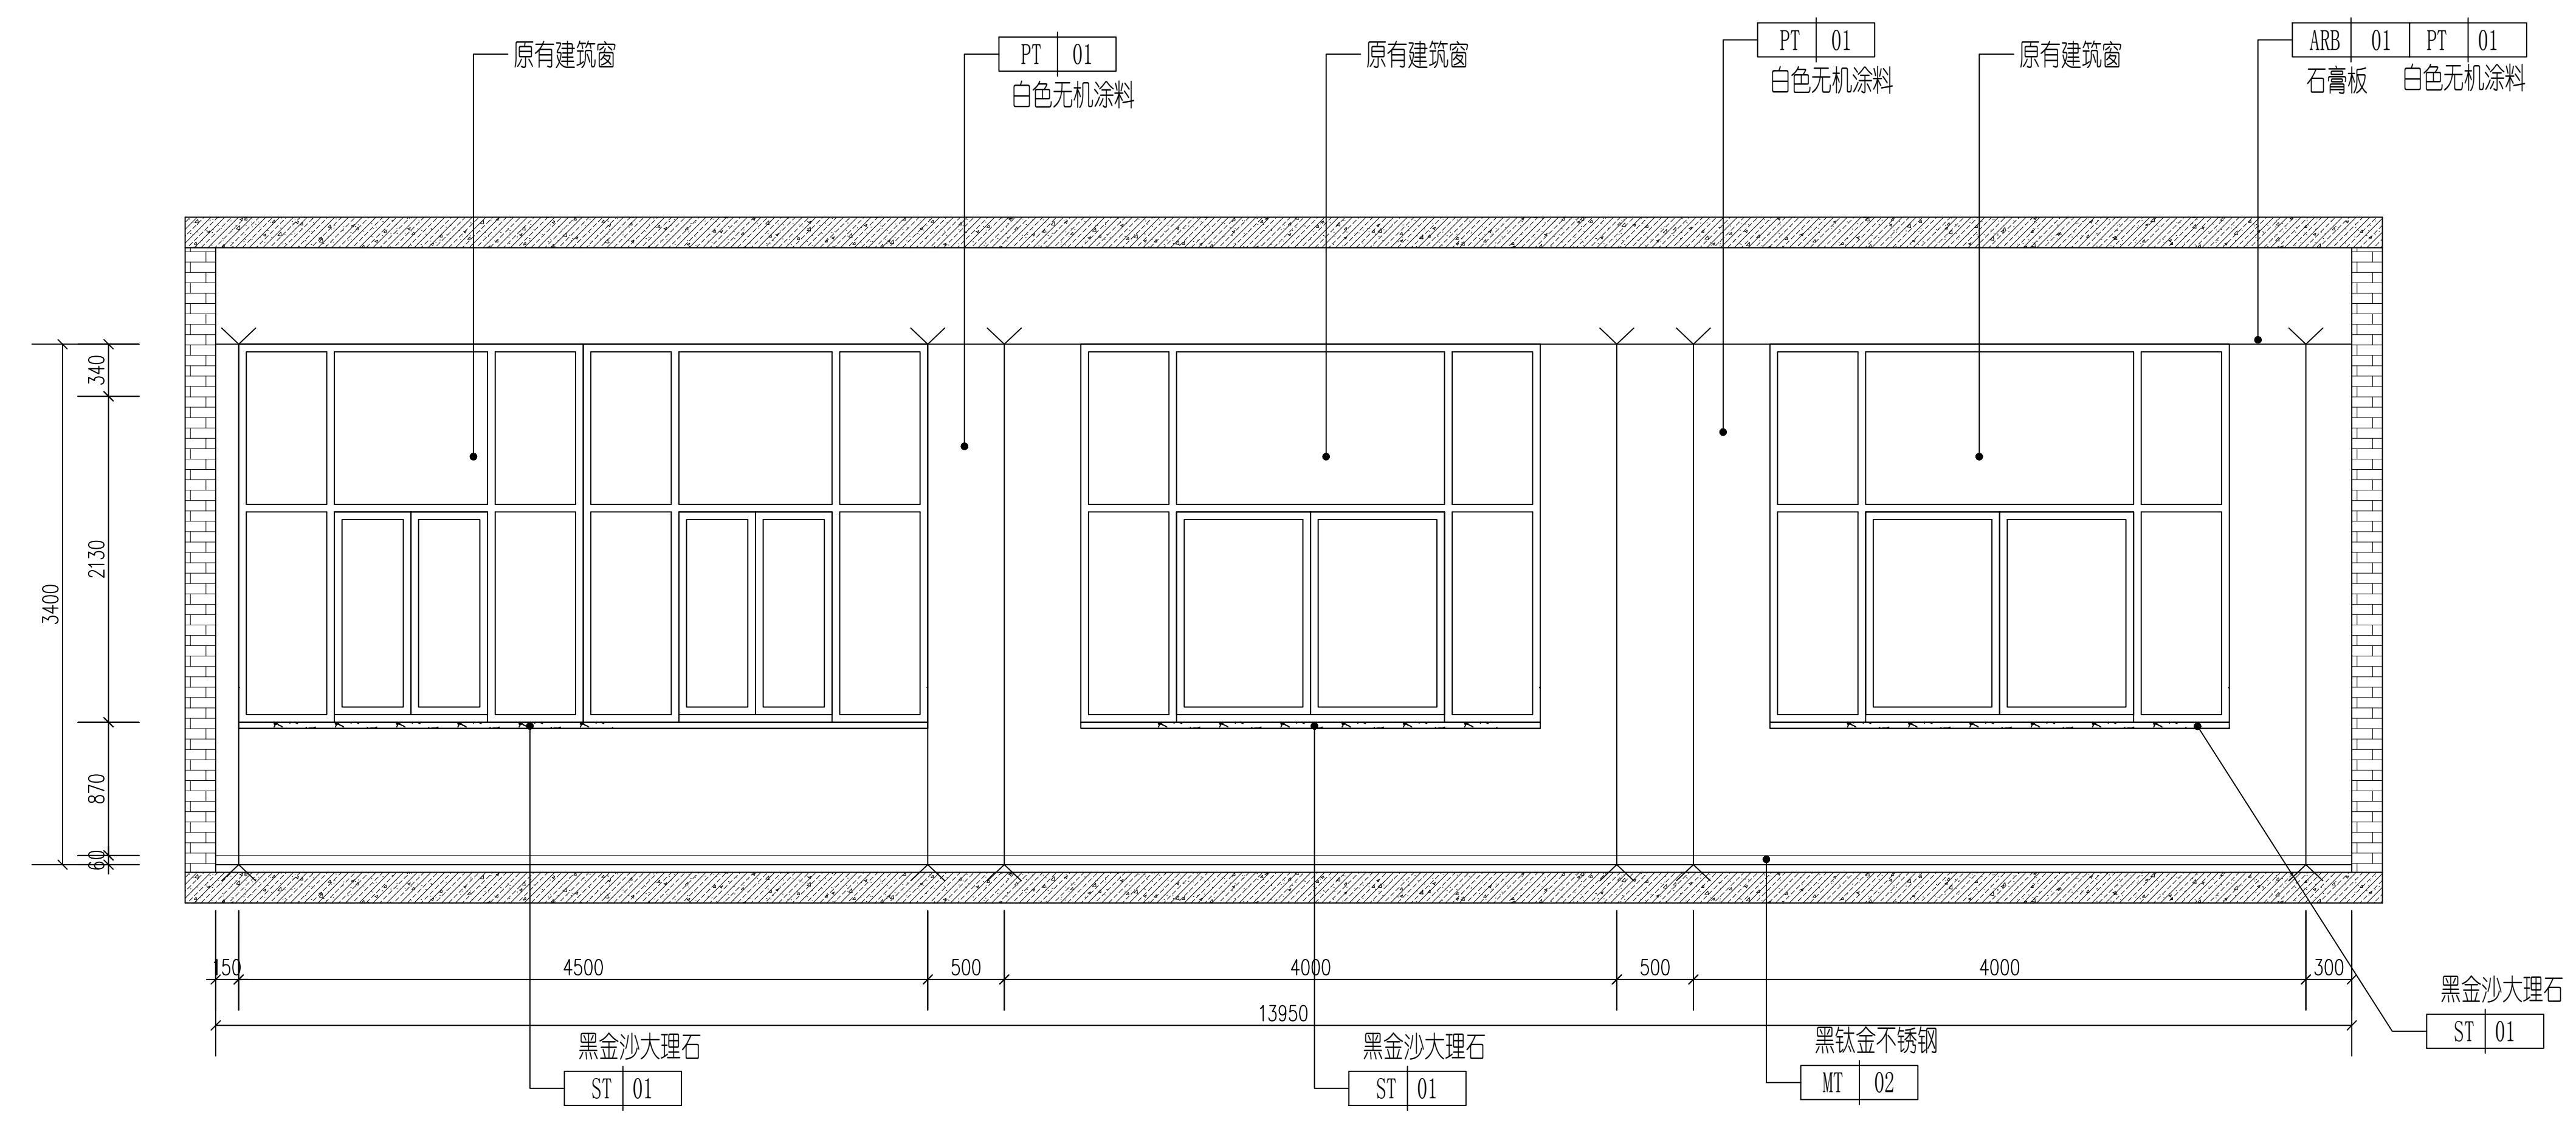 原有建筑窗
PT 01
白色无机涂料
原有建筑窗
PT 01
白色无机涂料
原有建筑窗
ARB 01 PT 01
石膏板 白色无机涂料
340
2130
3400
870
60
150 4500 500 4000 500 4000 300
13950
黑金沙大理石
ST 01
黑金沙大理石
ST 01
黑钛金不锈钢
MT 02
黑金沙大理石
ST 01